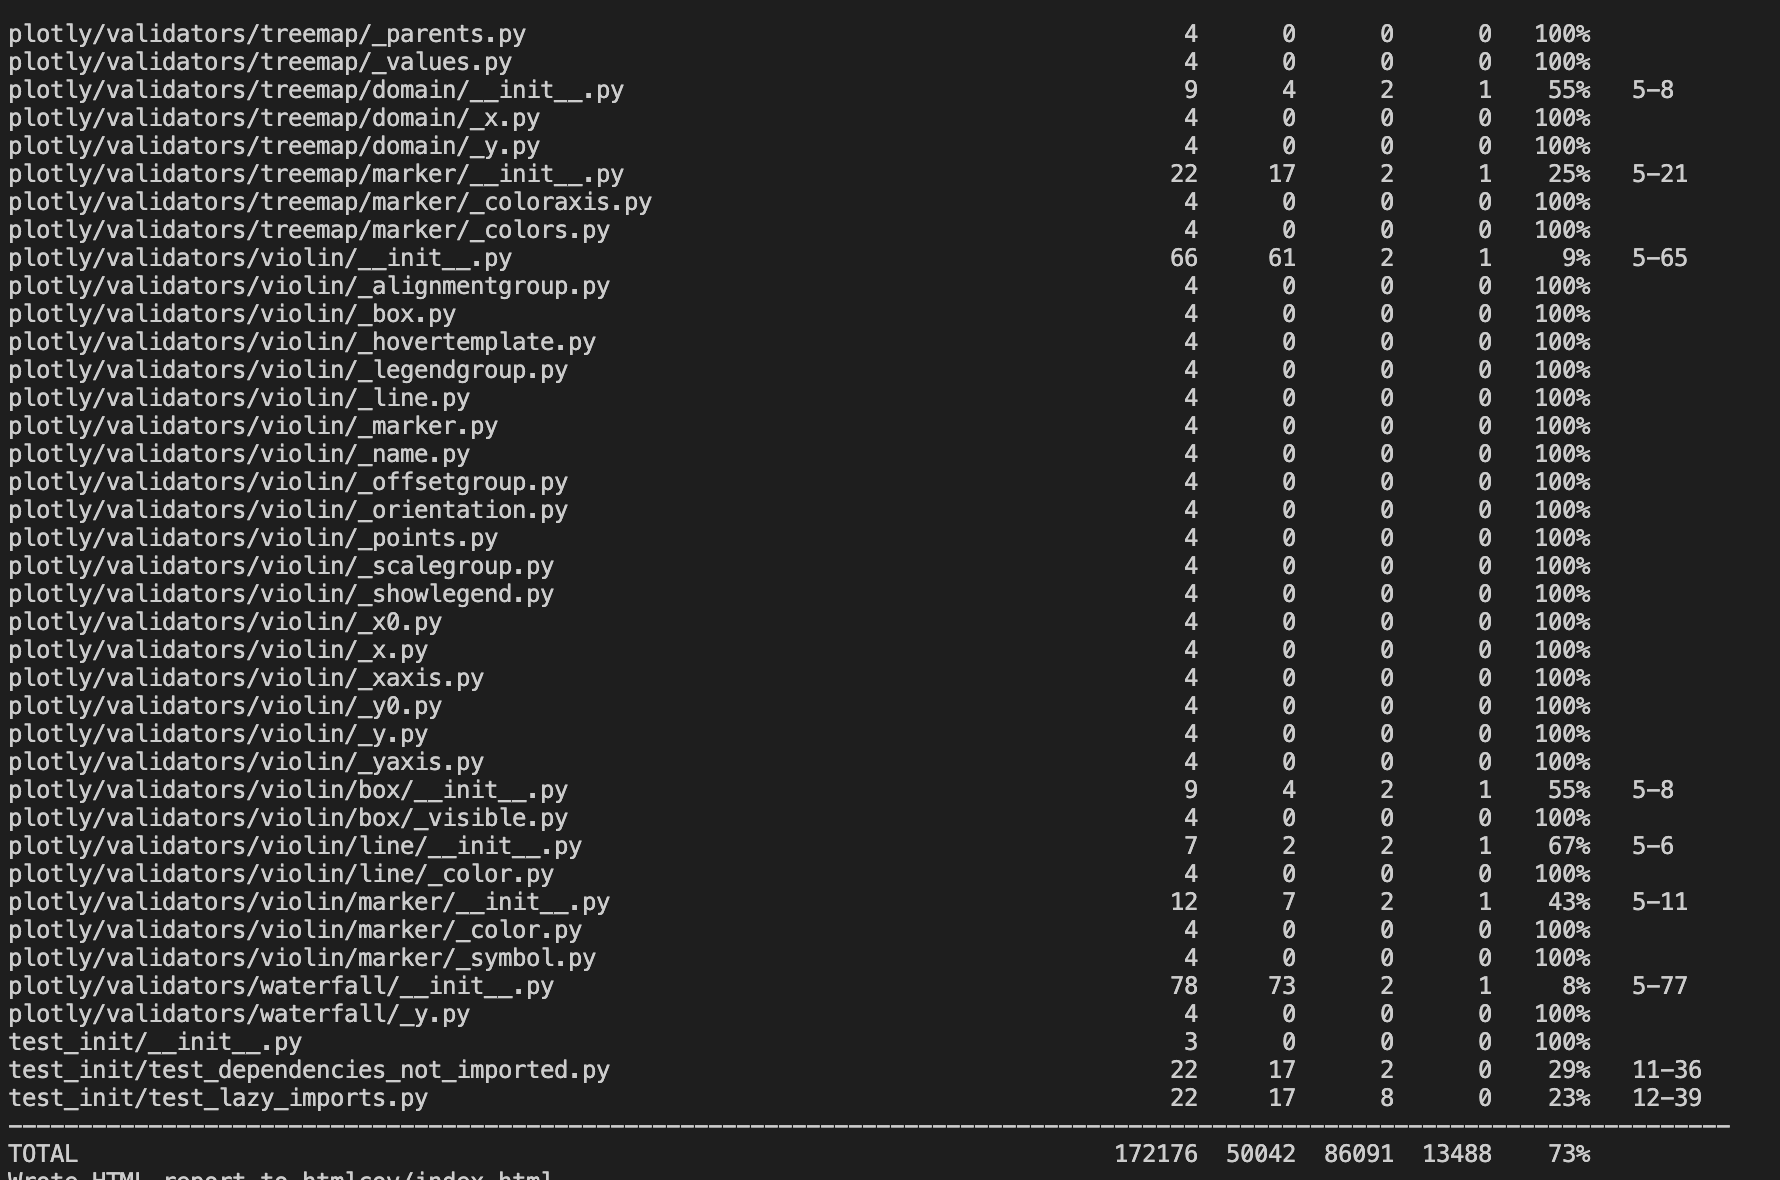 plotly/validators/treemap/_parents.py 4 0 0 0 100%
plotly/validators/treemap/_values.py 4 0 0 0 100%
plotly/validators/treemap/domain/__init__.py 9 4 2 1 55% 5-8
plotly/validators/treemap/domain/_x.py 4 0 0 0 100%
plotly/validators/treemap/domain/_y.py 4 0 0 0 100%
plotly/validators/treemap/marker/__init__.py 22 17 2 1 25% 5-21
plotly/validators/treemap/marker/_coloraxis.py 4 0 0 0 100%
plotly/validators/treemap/marker/_colors.py 4 0 0 0 100%
plotly/validators/violin/__init__.py 66 61 2 1 9% 5-65
plotly/validators/violin/_alignmentgroup.py 4 0 0 0 100%
plotly/validators/violin/_box.py 4 0 0 0 100%
plotly/validators/violin/_hovertemplate.py 4 0 0 0 100%
plotly/validators/violin/_legendgroup.py 4 0 0 0 100%
plotly/validators/violin/_line.py 4 0 0 0 100%
plotly/validators/violin/_marker.py 4 0 0 0 100%
plotly/validators/violin/_name.py 4 0 0 0 100%
plotly/validators/violin/_offsetgroup.py 4 0 0 0 100%
plotly/validators/violin/_orientation.py 4 0 0 0 100%
plotly/validators/violin/_points.py 4 0 0 0 100%
plotly/validators/violin/_scalegroup.py 4 0 0 0 100%
plotly/validators/violin/_showlegend.py 4 0 0 0 100%
plotly/validators/violin/_x0.py 4 0 0 0 100%
plotly/validators/violin/_x.py 4 0 0 0 100%
plotly/validators/violin/_xaxis.py 4 0 0 0 100%
plotly/validators/violin/_y0.py 4 0 0 0 100%
plotly/validators/violin/_y.py 4 0 0 0 100%
plotly/validators/violin/_yaxis.py 4 0 0 0 100%
plotly/validators/violin/box/__init__.py 9 4 2 1 55% 5-8
plotly/validators/violin/box/_visible.py 4 0 0 0 100%
plotly/validators/violin/line/__init__.py 7 2 2 1 67% 5-6
plotly/validators/violin/line/_color.py 4 0 0 0 100%
plotly/validators/violin/marker/__init__.py 12 7 2 1 43% 5-11
plotly/validators/violin/marker/_color.py 4 0 0 0 100%
plotly/validators/violin/marker/_symbol.py 4 0 0 0 100%
plotly/validators/waterfall/__init__.py 78 73 2 1 8% 5-77
plotly/validators/waterfall/_y.py 4 0 0 0 100%
test_init/__init__.py 3 0 0 0 100%
test_init/test_dependencies_not_imported.py 22 17 2 0 29% 11-36
test_init/test_lazy_imports.py 22 17 8 0 23% 12-39
TOTAL 172176 50042 86091 13488 73%
Wrote HTML report to htmlcov/index.html